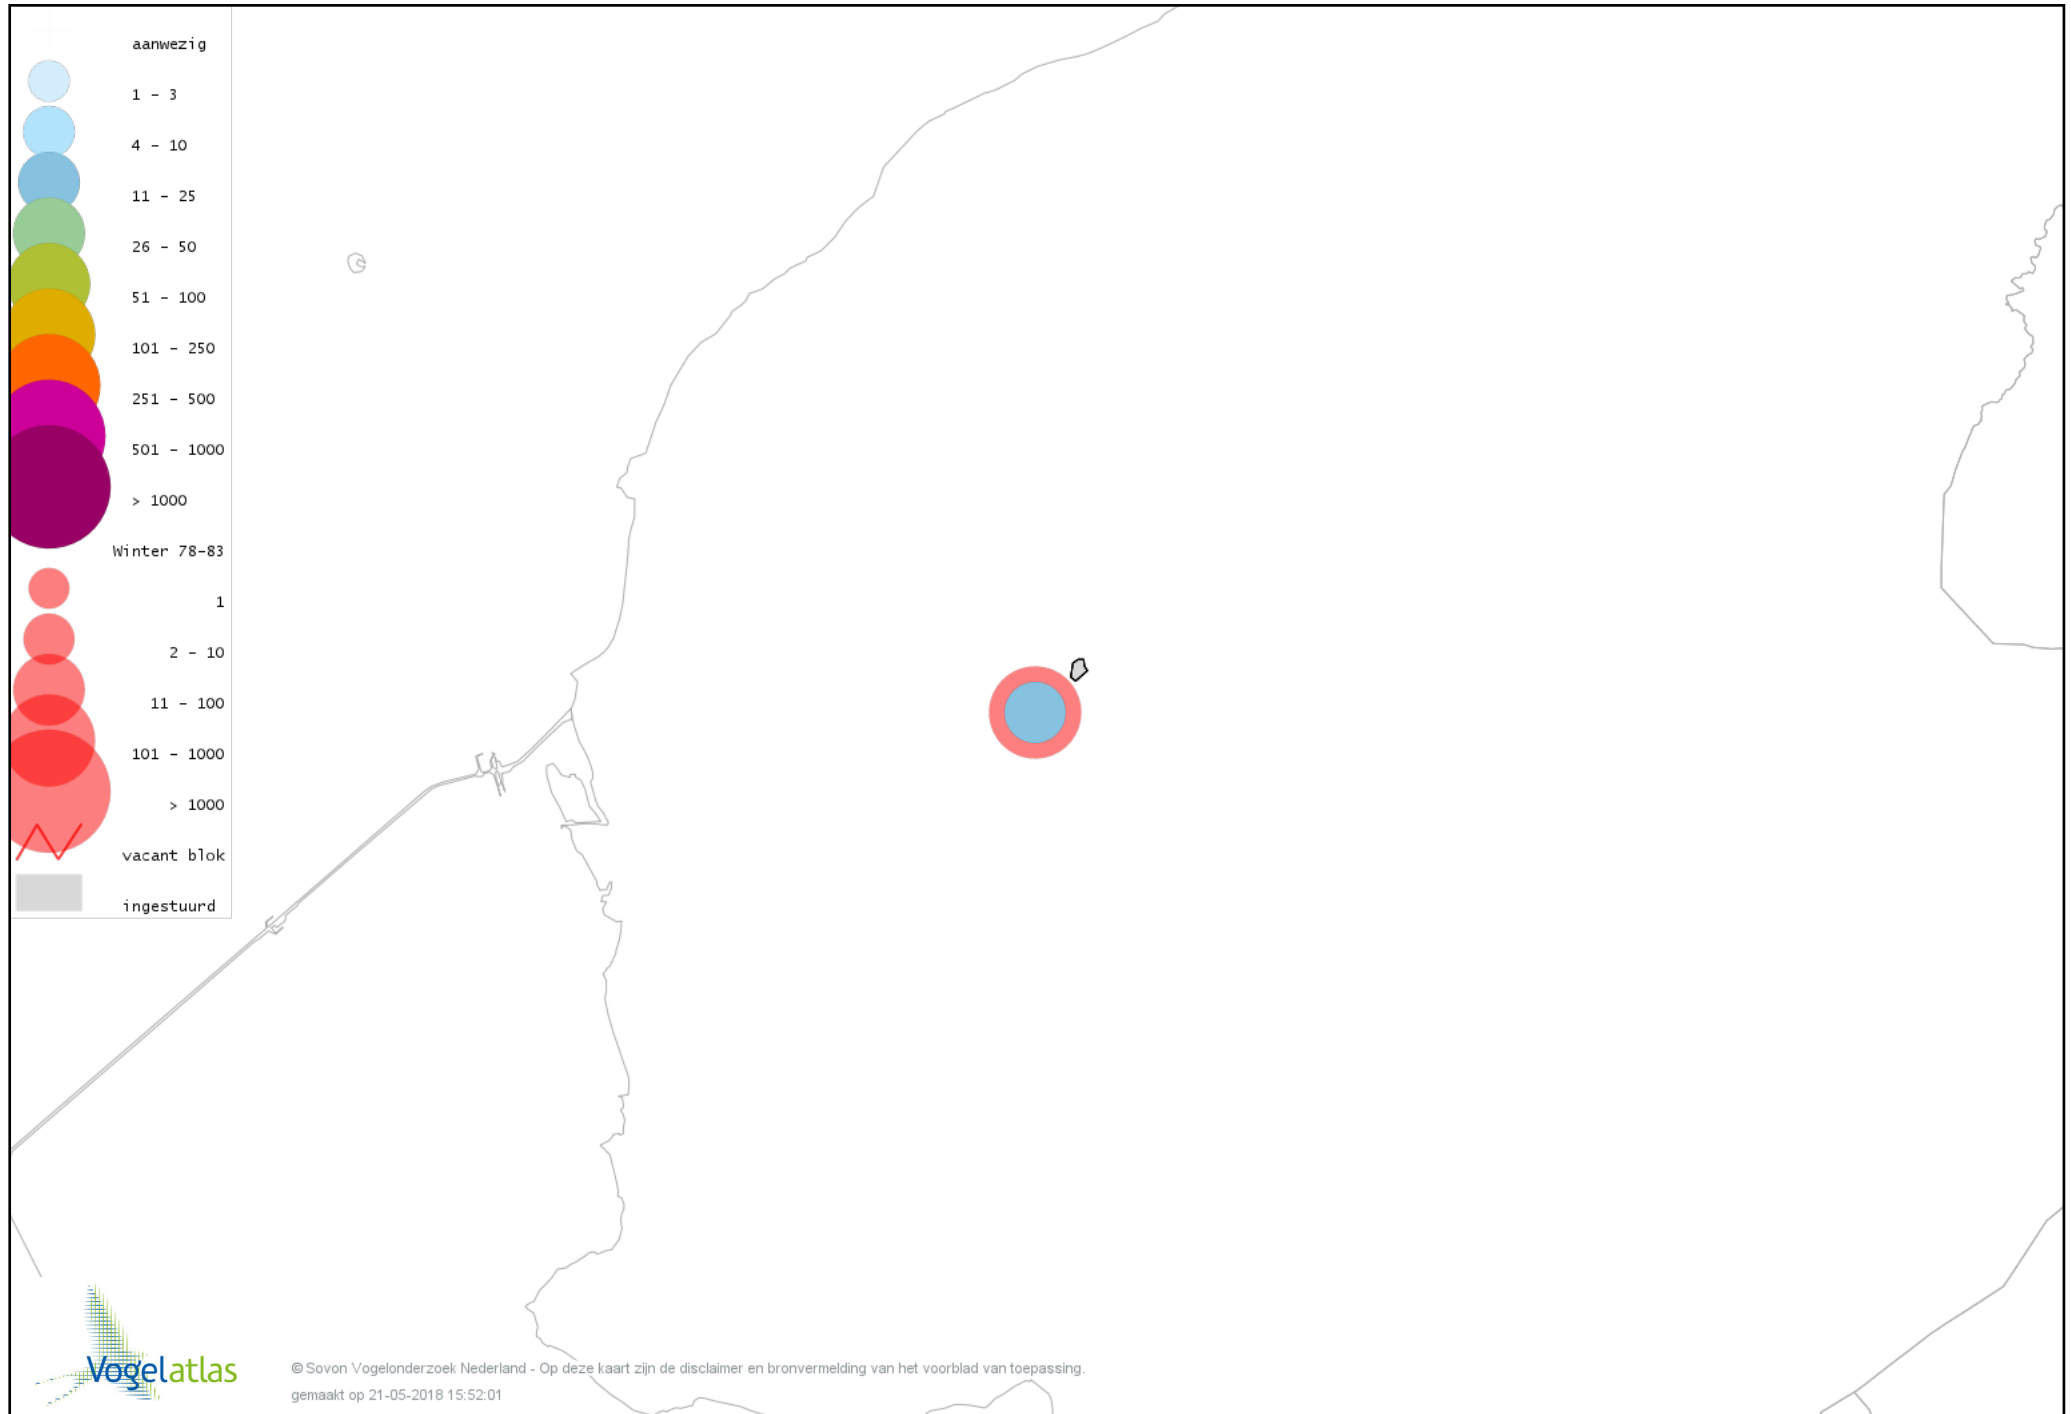 aanwezig
1 - 3
4 - 10
11 - 25
26 - 50
51 - 100
101 - 250
251 - 500
501 - 1000
> 1000
Winter 78-83
1
2 - 10
11 - 100
101 - 1000
> 1000
vacant blok
ingestuurd
Vogelatlas
© Sovon Vogelonderzoek Nederland - Op deze kaart zijn de disclaimer en bronvermelding van het voorblad van toepassing.
gemaakt op 21-05-2018 15:52:01